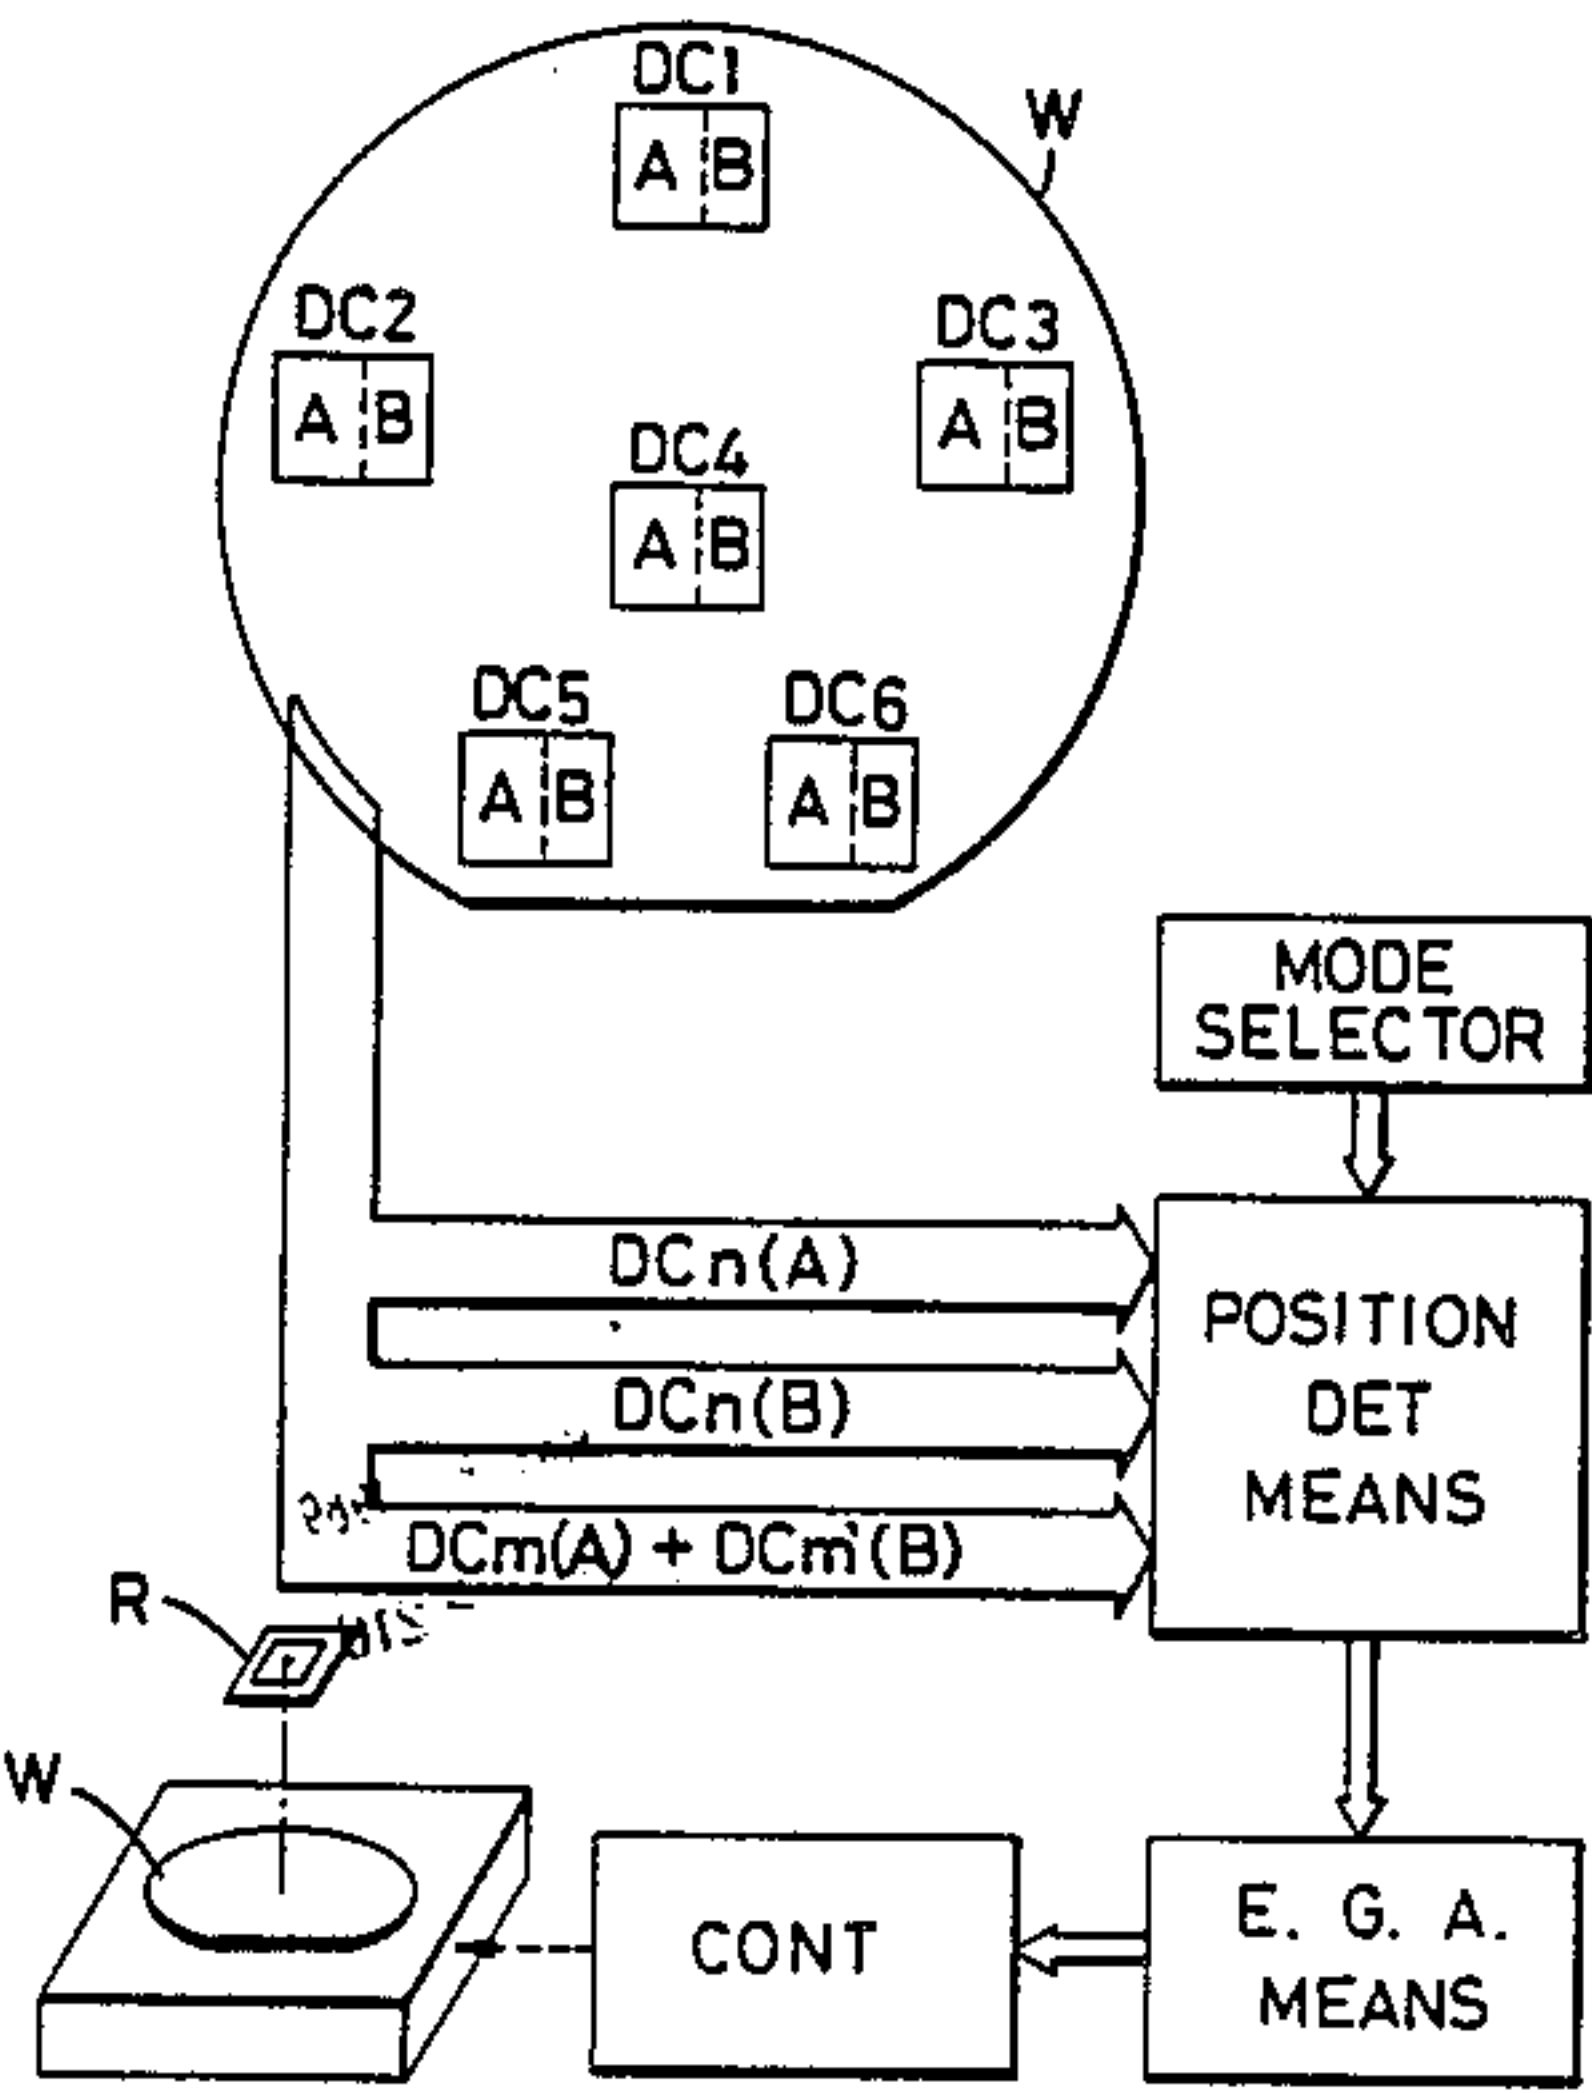 DC1
A B
W
DC2
A B
DC3
A B
DC4
A B
DC5
A B
DC6
A B
MODE
SELECTOR
DCn(A)
DCn(B)
DCm(A) + DCm'(B)
POSITION
DET
MEANS
R
W
CONT
E. G. A.
MEANS